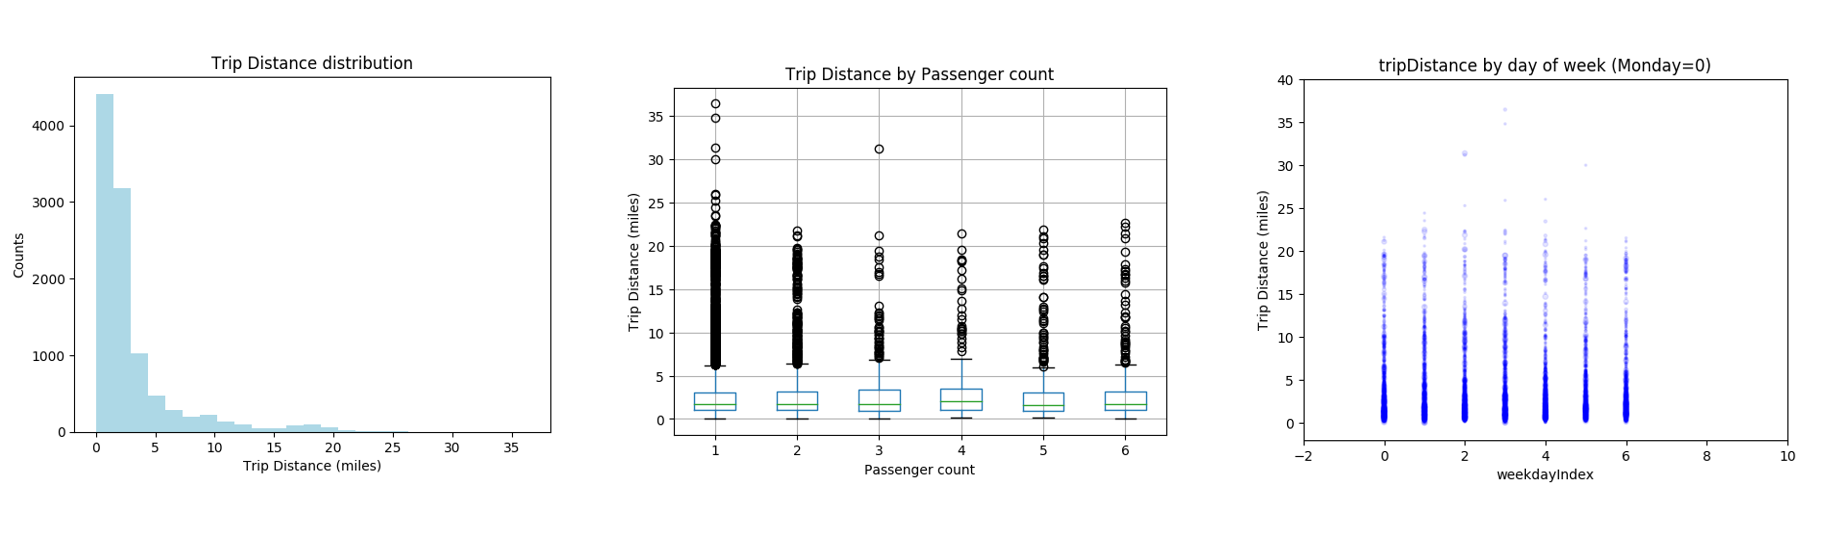 Trip Distance distribution
4000
3000
2000
1000
0
Counts
0 5 10 15 20 25 30 35
Trip Distance (miles)
Trip Distance by Passenger count
35
30
25
20
15
10
5
0
Trip Distance (miles)
1 2 3 4 5 6
Passenger count
tripDistance by day of week (Monday=0)
40
35
30
25
20
15
10
5
0
Trip Distance (miles)
−2 0 2 4 6 8 10
weekdayIndex